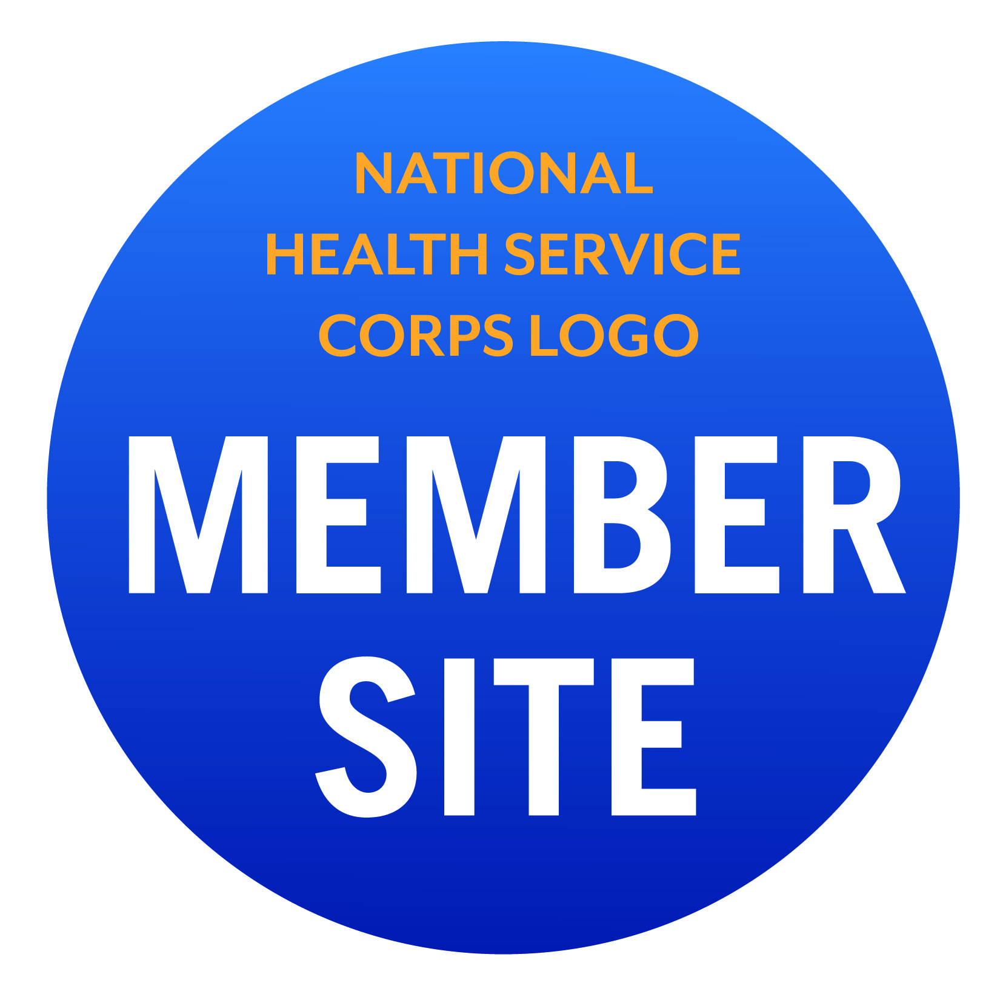 NATIONAL
HEALTH SERVICE
CORPS LOGO
MEMBER
SITE